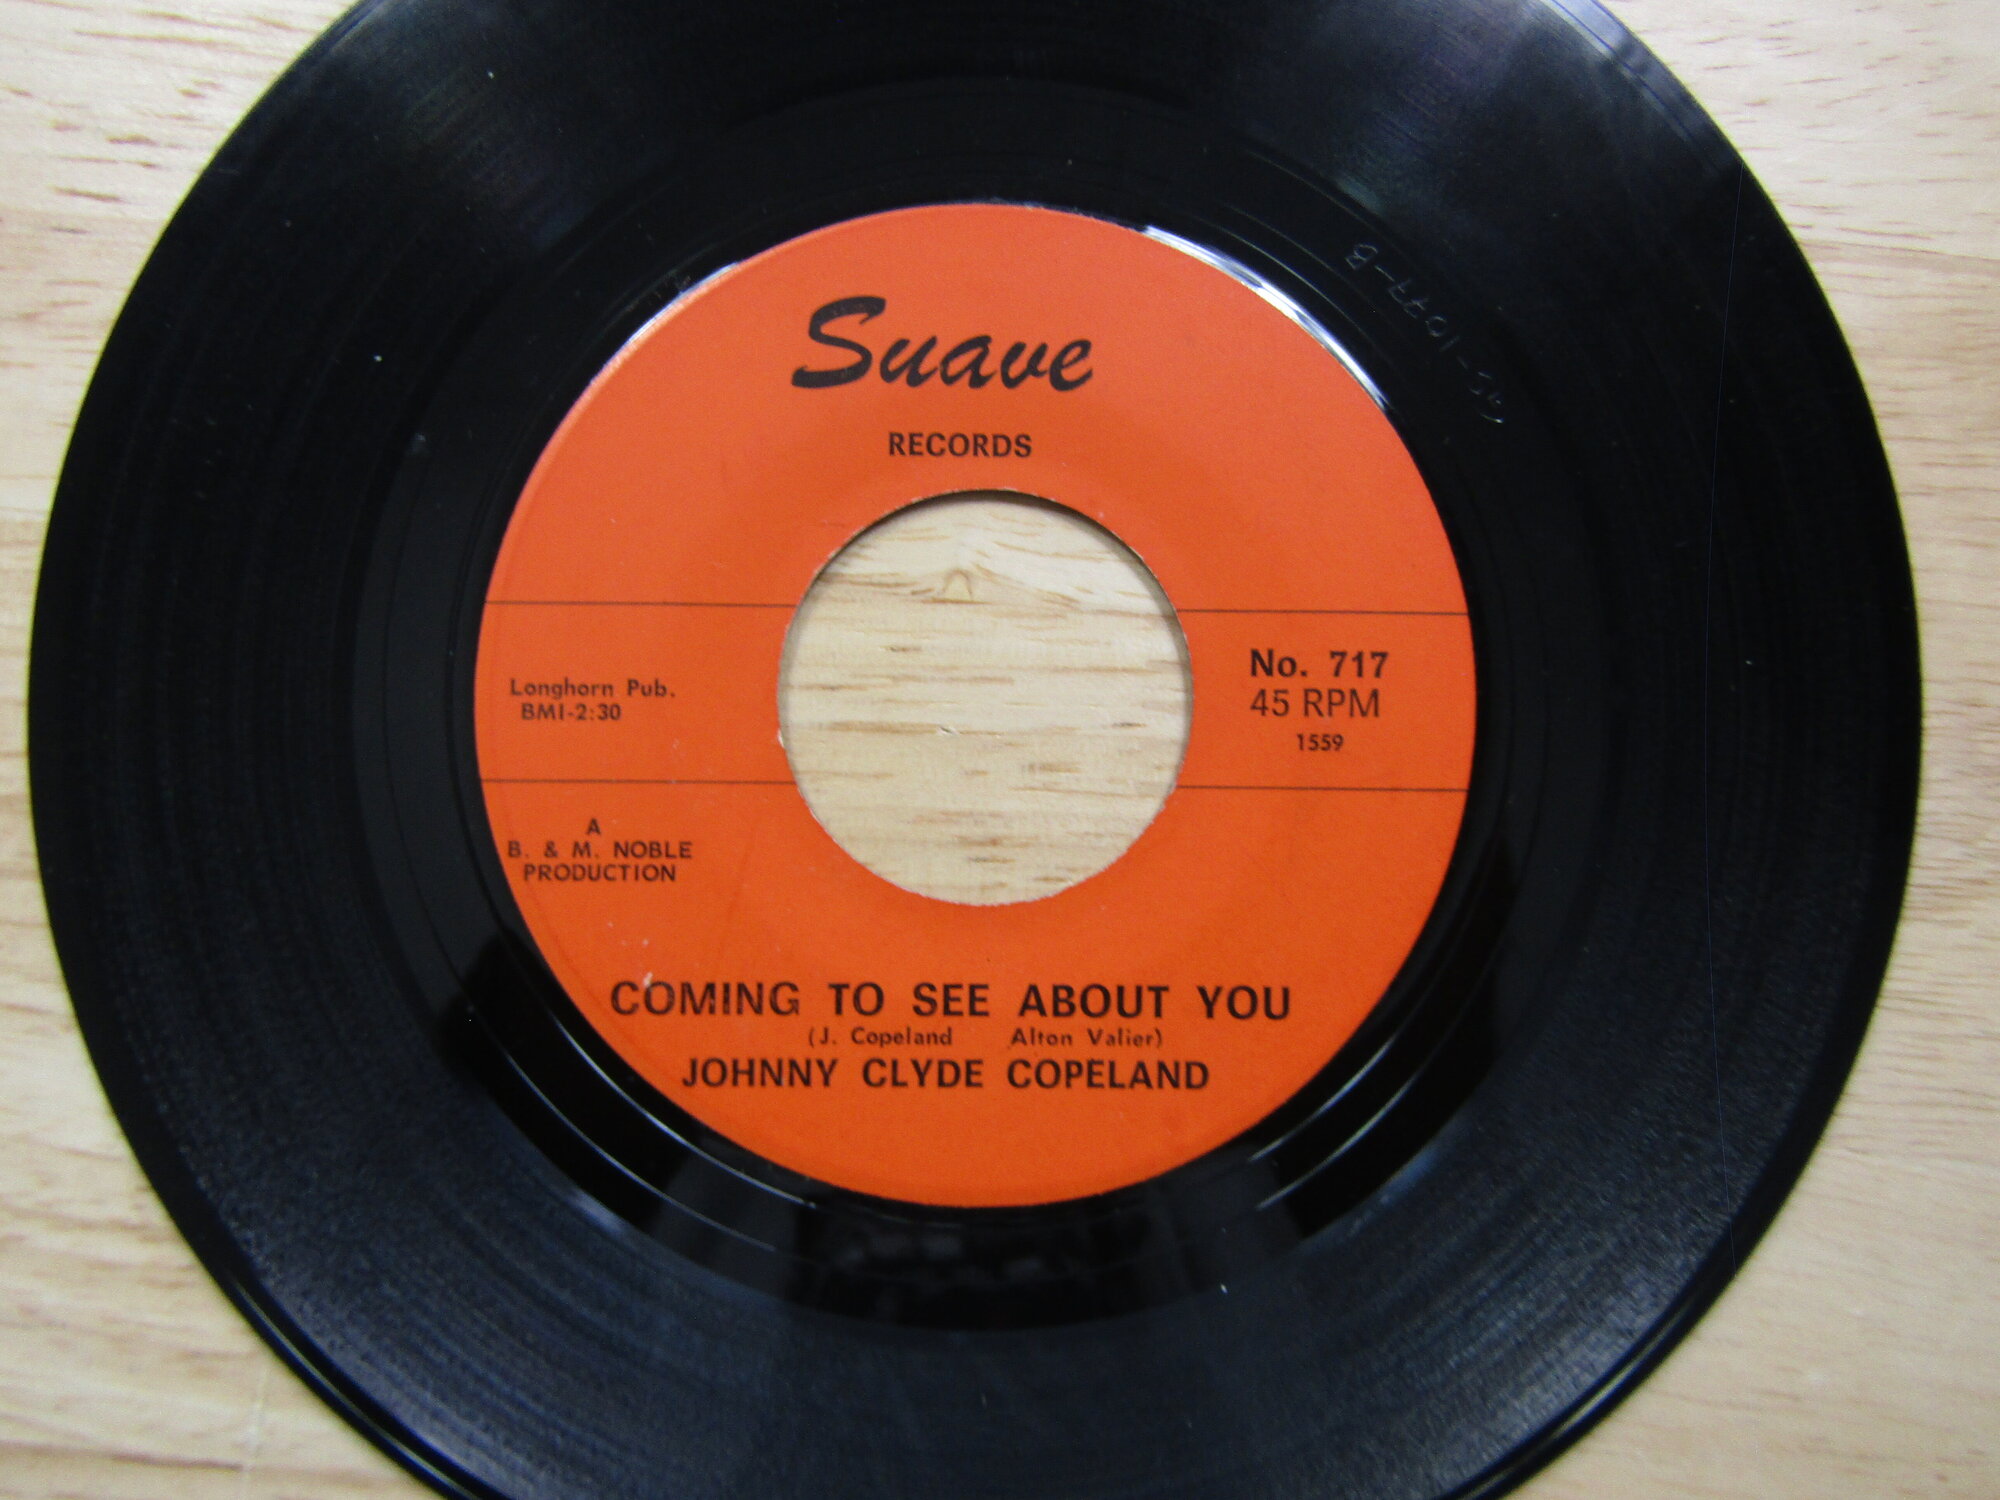 Suave
RECORDS
Longhorn Pub.
BMI-2:30
No. 717
45 RPM
1559
A
B. & M. NOBLE
PRODUCTION
COMING TO SEE ABOUT YOU
(J. Copeland Alton Valier)
JOHNNY CLYDE COPELAND